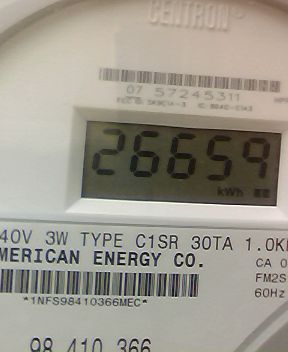 CENTRON®
07 57245311
26659
kWh
40V 3W TYPE C1SR 30TA 1.0K
MERICAN ENERGY CO.
CA 0
FM2S
*1NFS98410366MEC*
60Hz
98 410 366